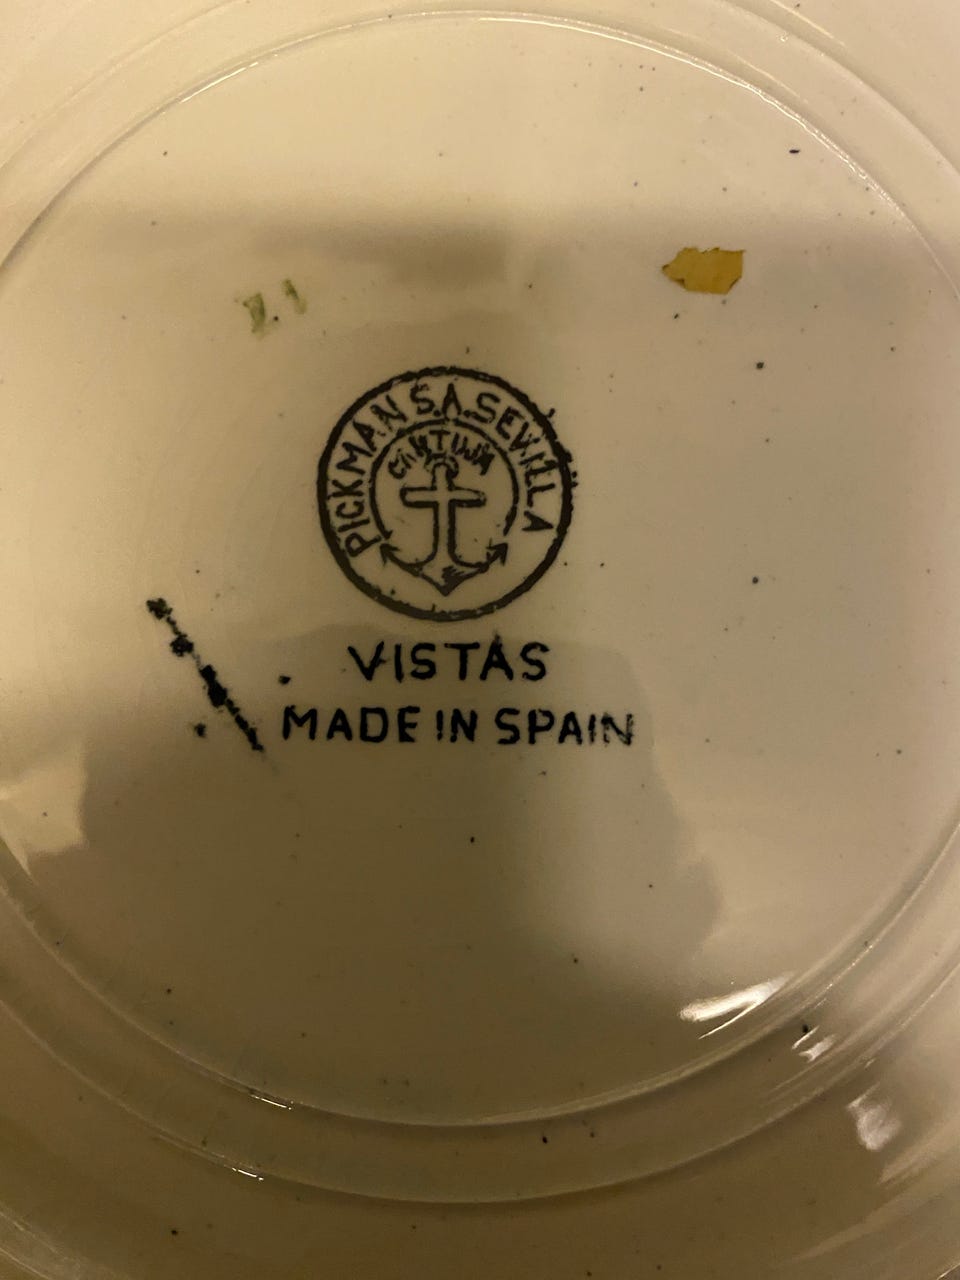 PICKMAN S.A. SEVILLA
CARTUJA
VISTAS
MADE IN SPAIN